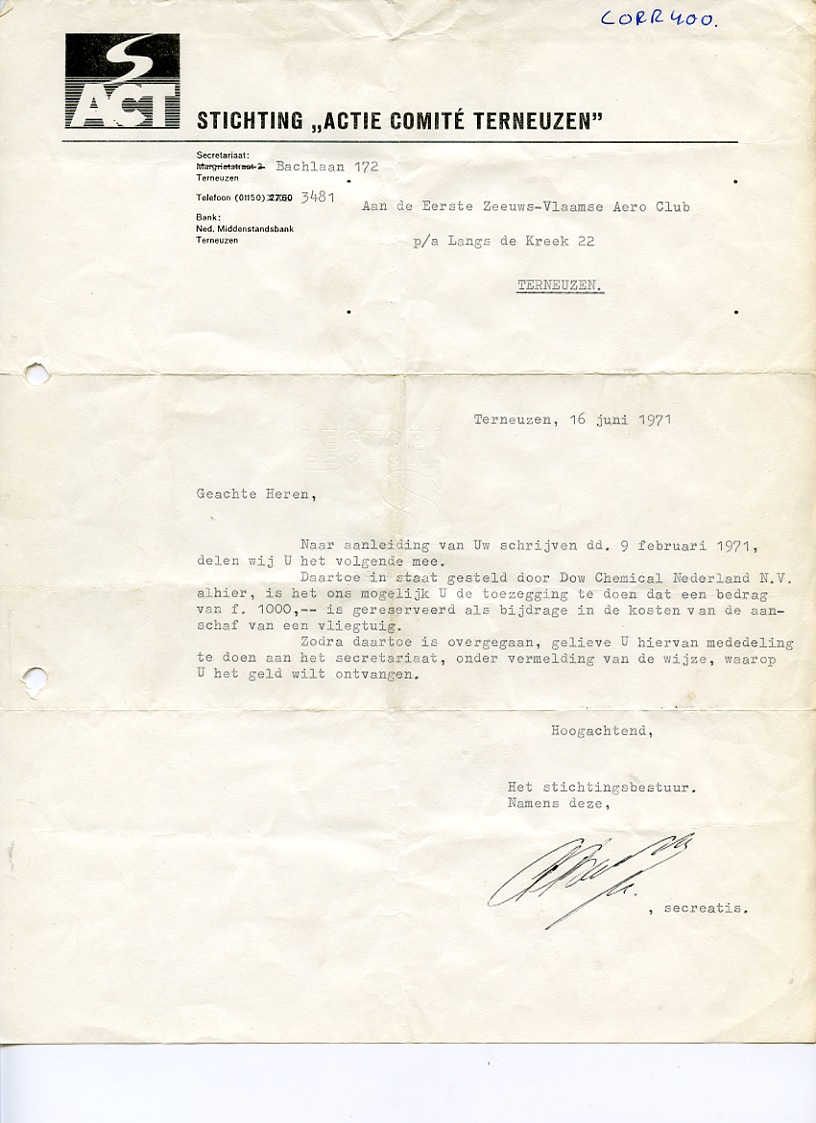 CORR 400.
S
ACT
STICHTING „ACTIE COMITÉ TERNEUZEN”
Secretariaat:
Margrietstraat 2 Bachlaan 172
Terneuzen
Telefoon (01150) 2760 3481
Bank:
Ned. Middenstandsbank
Terneuzen
Aan de Eerste Zeeuws-Vlaamse Aero Club
p/a Langs de Kreek 22
TERNEUZEN.
Terneuzen, 16 juni 1971
Geachte Heren,
Naar aanleiding van Uw schrijven dd. 9 februari 1971,
delen wij U het volgende mee.
Daartoe in staat gesteld door Dow Chemical Nederland N.V.
alhier, is het ons mogelijk U de toezegging te doen dat een bedrag
van f. 1000,-- is gereserveerd als bijdrage in de kosten van de aan-
schaf van een vliegtuig.
Zodra daartoe is overgegaan, gelieve U hiervan mededeling
te doen aan het secretariaat, onder vermelding van de wijze, waarop
U het geld wilt ontvangen.
Hoogachtend,
Het stichtingsbestuur.
Namens deze,
, secreatis.